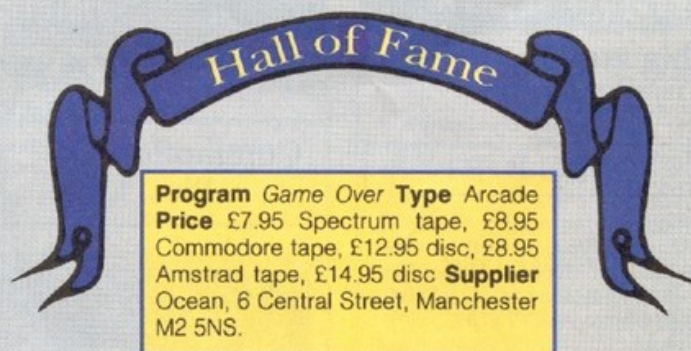 Hall of Fame
Program Game Over Type Arcade
Price £7.95 Spectrum tape, £8.95
Commodore tape, £12.95 disc, £8.95
Amstrad tape, £14.95 disc Supplier
Ocean, 6 Central Street, Manchester
M2 5NS.